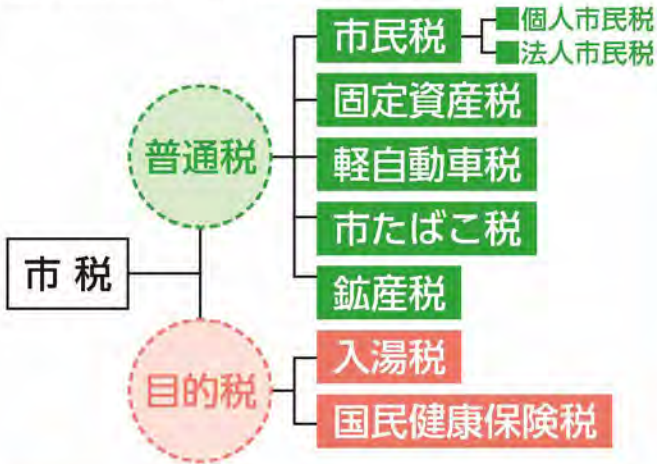 市税
普通税
市民税
■個人市民税
■法人市民税
固定資産税
軽自動車税
市たばこ税
鉱産税
目的税
入湯税
国民健康保険税